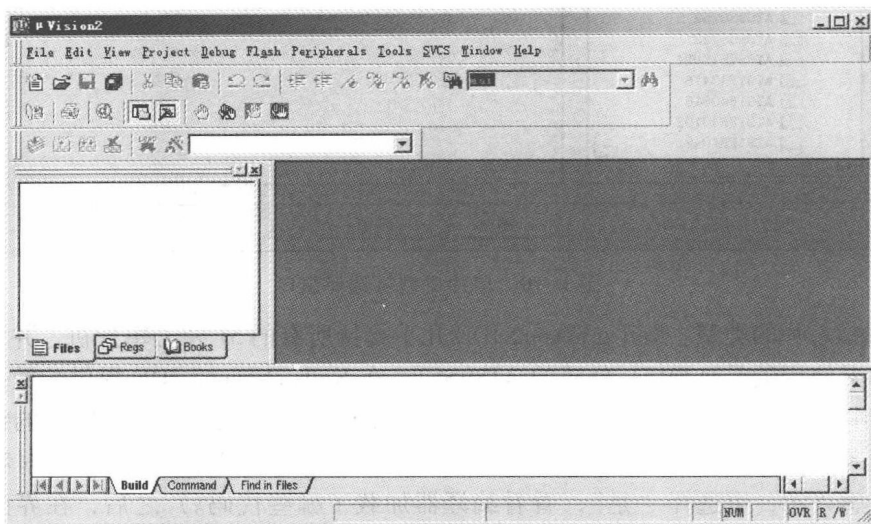 μVision2
File Edit View Project Debug Flash Peripherals Tools SVCS Window Help
Files Regs Books
Build Command Find in Files
NUM OVR R /W